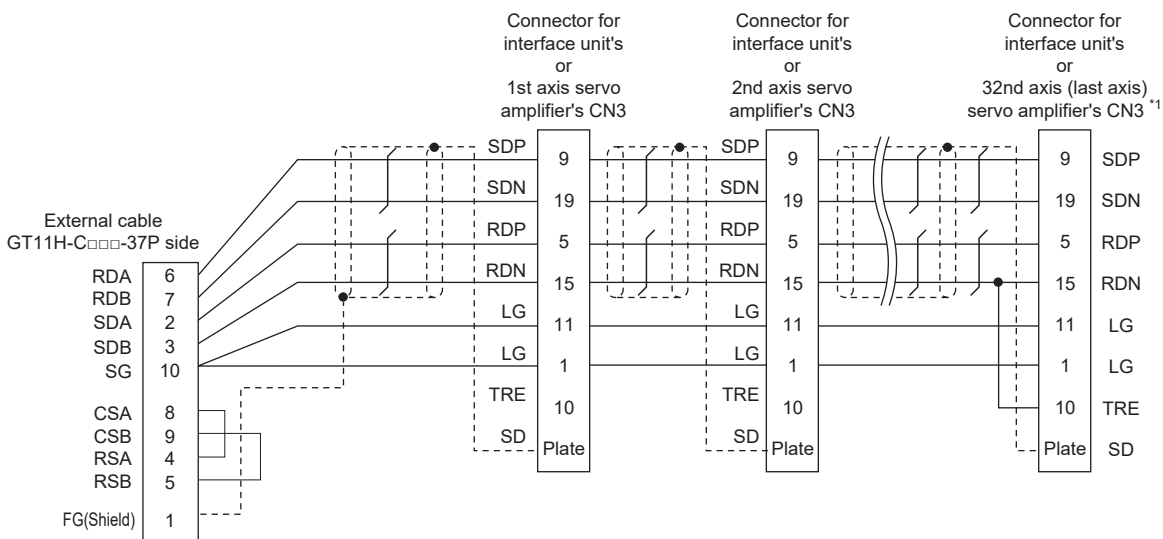 Connector for
interface unit's
or
1st axis servo
amplifier's CN3
Connector for
interface unit's
or
2nd axis servo
amplifier's CN3
Connector for
interface unit's
or
32nd axis (last axis)
servo amplifier's CN3 *1
External cable
GT11H-C□□□-37P side
RDA 6
RDB 7
SDA 2
SDB 3
SG 10
CSA 8
CSB 9
RSA 4
RSB 5
FG(Shield) 1
SDP 9
SDN 19
RDP 5
RDN 15
LG 11
LG 1
TRE 10
SD Plate
SDP 9
SDN 19
RDP 5
RDN 15
LG 11
LG 1
TRE 10
SD Plate
9 SDP
19 SDN
5 RDP
15 RDN
11 LG
1 LG
10 TRE
Plate SD